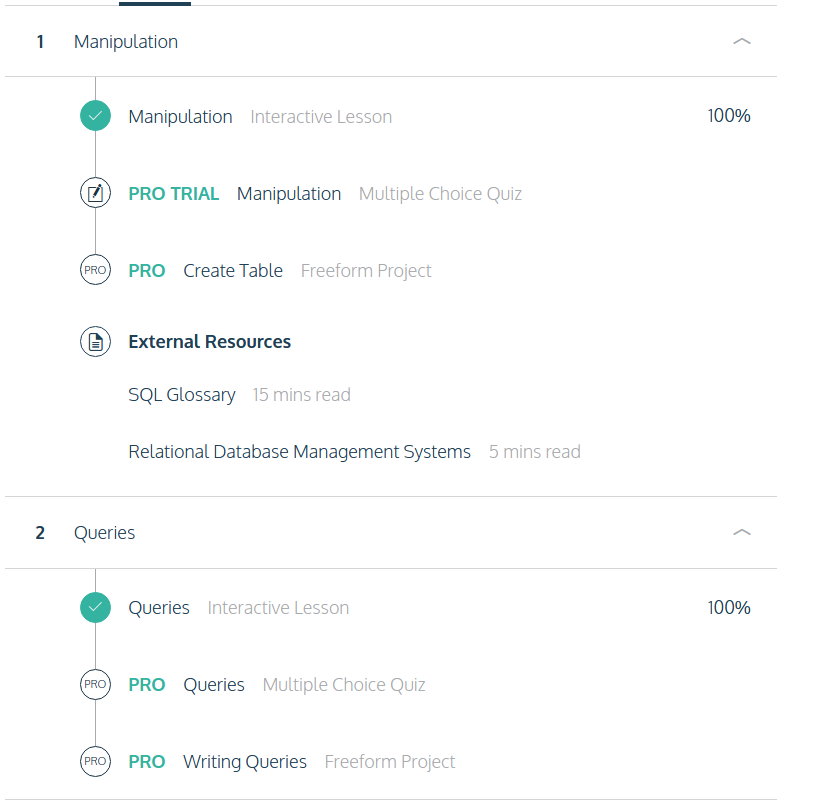 1 Manipulation
Manipulation Interactive Lesson 100%
PRO TRIAL Manipulation Multiple Choice Quiz
PRO PRO Create Table Freeform Project
External Resources
SQL Glossary 15 mins read
Relational Database Management Systems 5 mins read
2 Queries
Queries Interactive Lesson 100%
PRO PRO Queries Multiple Choice Quiz
PRO PRO Writing Queries Freeform Project